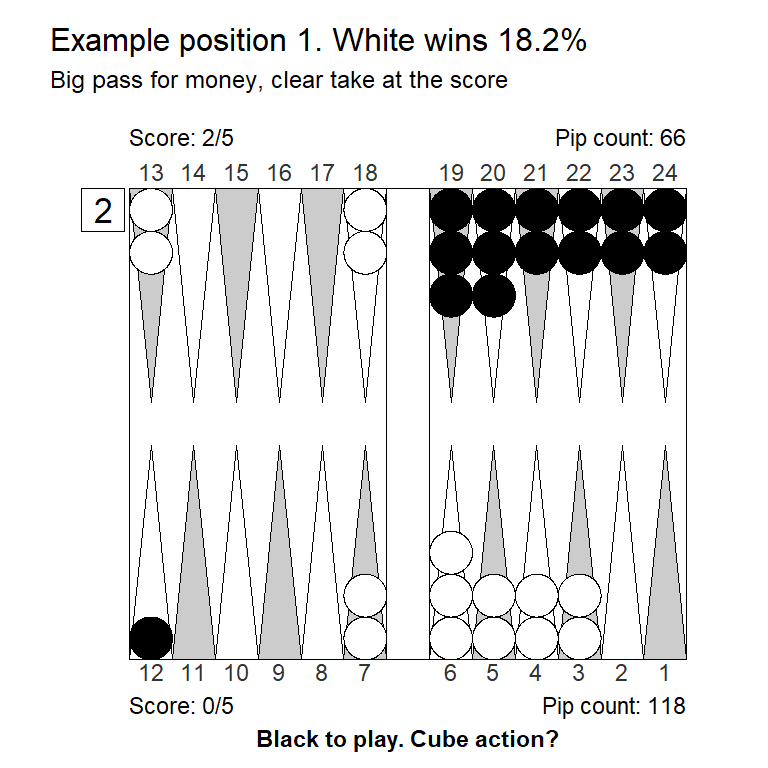 Example position 1. White wins 18.2%
Big pass for money, clear take at the score
Score: 2/5 Pip count: 66
13 14 15 16 17 18 19 20 21 22 23 24
2
12 11 10 9 8 7 6 5 4 3 2 1
Score: 0/5 Pip count: 118
Black to play. Cube action?